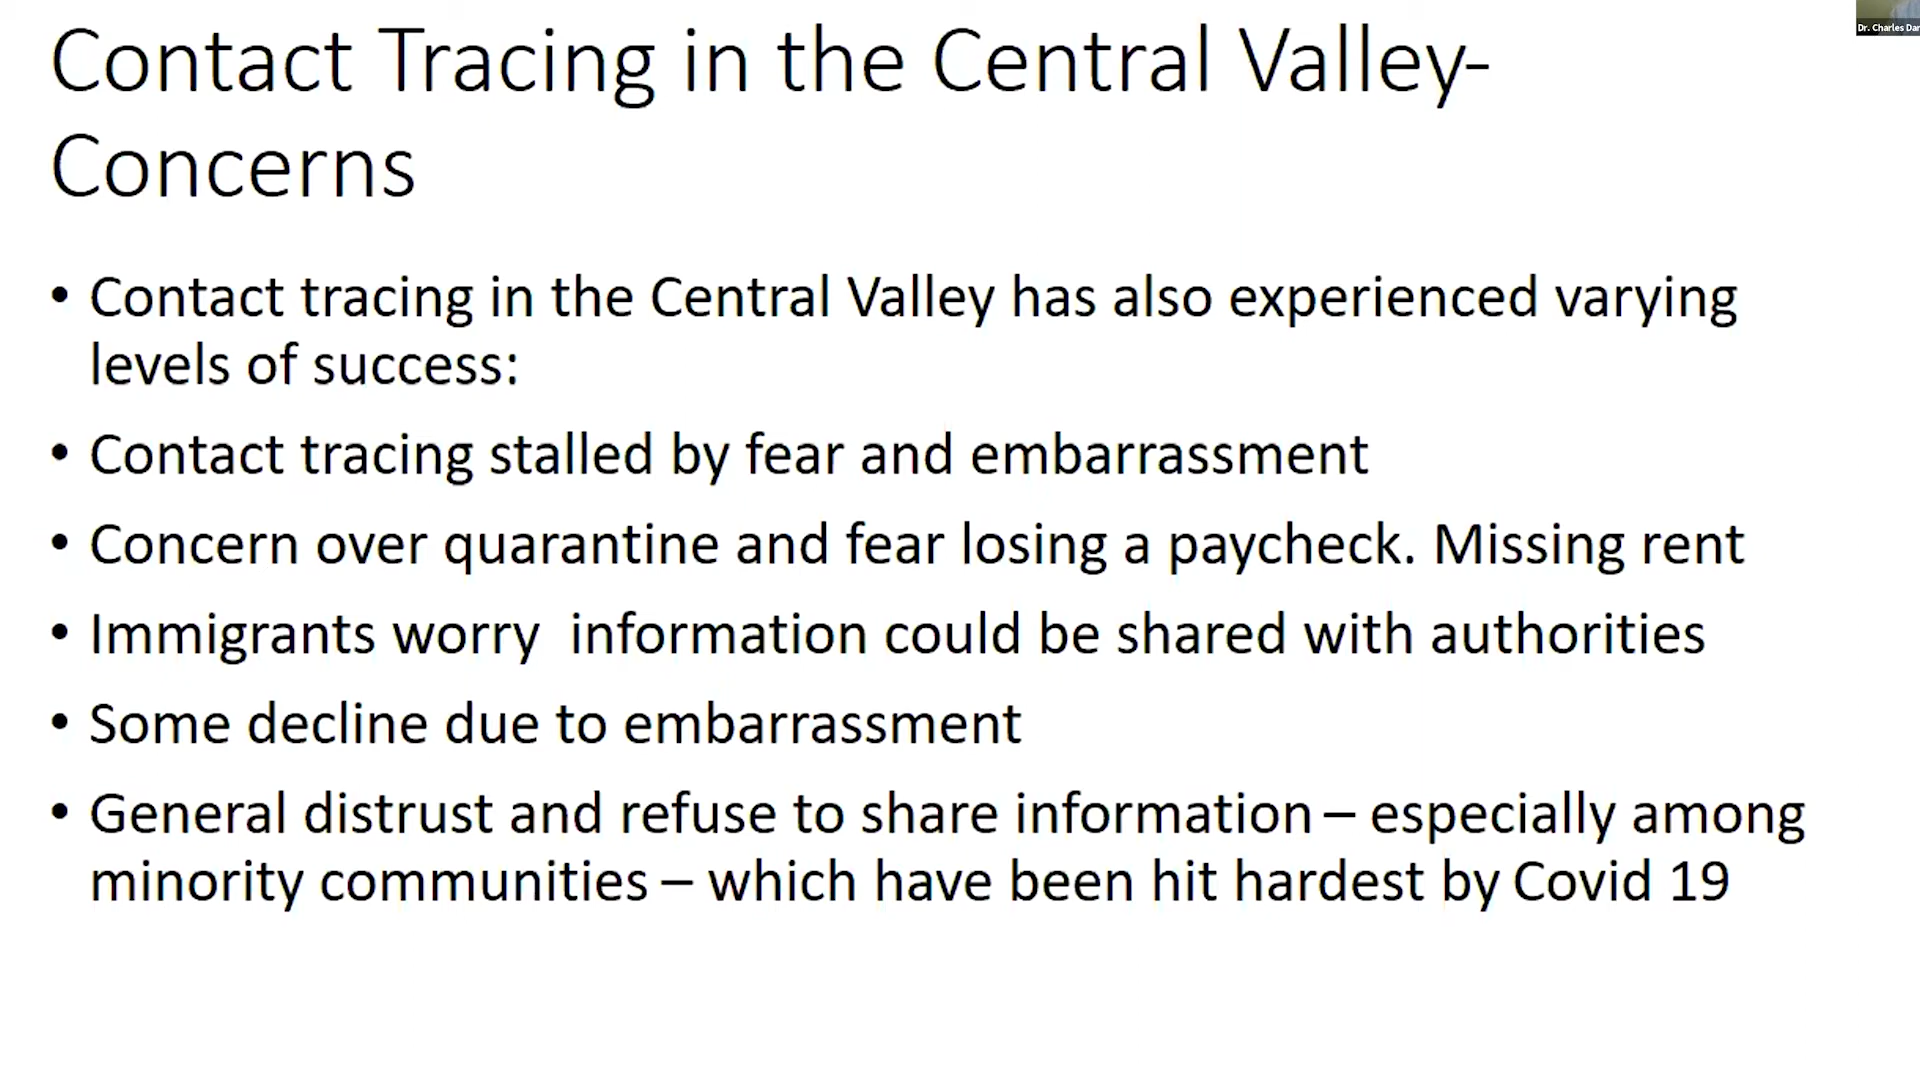 Contact Tracing in the Central Valley-
Concerns
• Contact tracing in the Central Valley has also experienced varying
levels of success:
• Contact tracing stalled by fear and embarrassment
• Concern over quarantine and fear losing a paycheck. Missing rent
• Immigrants worry  information could be shared with authorities
• Some decline due to embarrassment
• General distrust and refuse to share information – especially among
minority communities – which have been hit hardest by Covid 19
Dr. Charles Dar